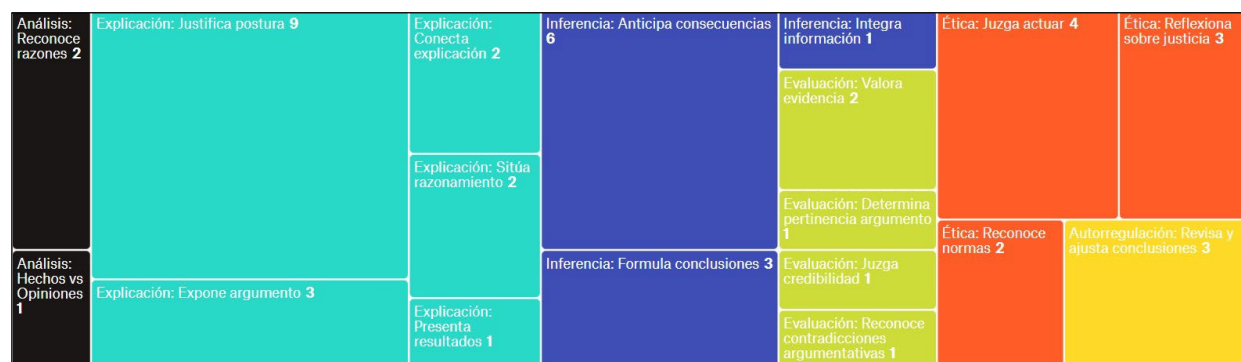 Análisis:
Reconoce
razones 2
Análisis:
Hechos vs
Opiniones
1
Explicación: Justifica postura 9
Explicación: Expone argumento 3
Explicación:
Conecta
explicación 2
Explicación: Sitúa
razonamiento 2
Explicación:
Presenta
resultados 1
Inferencia: Anticipa consecuencias
6
Inferencia: Formula conclusiones 3
Inferencia: Integra
información 1
Evaluación: Valora
evidencia 2
Evaluación: Determina
pertinencia argumento
1
Evaluación: Juzga
credibilidad 1
Evaluación: Reconoce
contradicciones
argumentativas 1
Ética: Juzga actuar 4
Ética: Reflexiona
sobre justicia 3
Ética: Reconoce
normas 2
Autorregulación: Revisa y
ajusta conclusiones 3